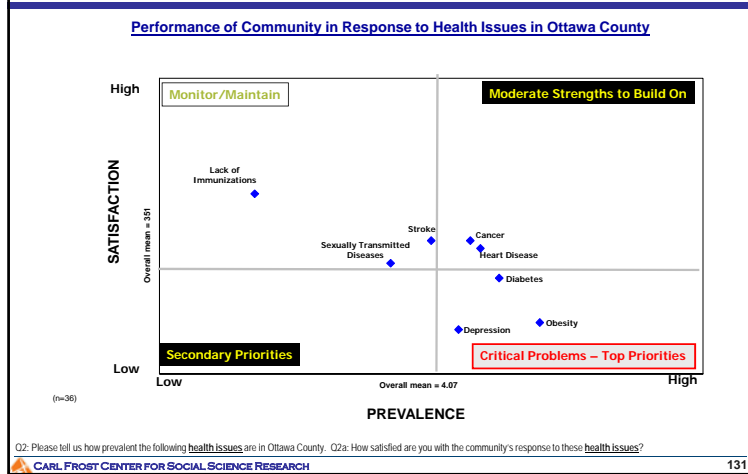 Performance of Community in Response to Health Issues in Ottawa County
High
Monitor/Maintain
Moderate Strengths to Build On
SATISFACTION
Overall mean = 351
Lack of
Immunizations
Stroke
Cancer
Sexually Transmitted
Diseases
Heart Disease
Diabetes
Obesity
Depression
Secondary Priorities
Critical Problems – Top Priorities
Low
Low
Overall mean = 4.07
High
(n=36)
PREVALENCE
Q2: Please tell us how prevalent the following health issues are in Ottawa County. Q2a: How satisfied are you with the community's response to these health issues?
CARL FROST CENTER FOR SOCIAL SCIENCE RESEARCH
131